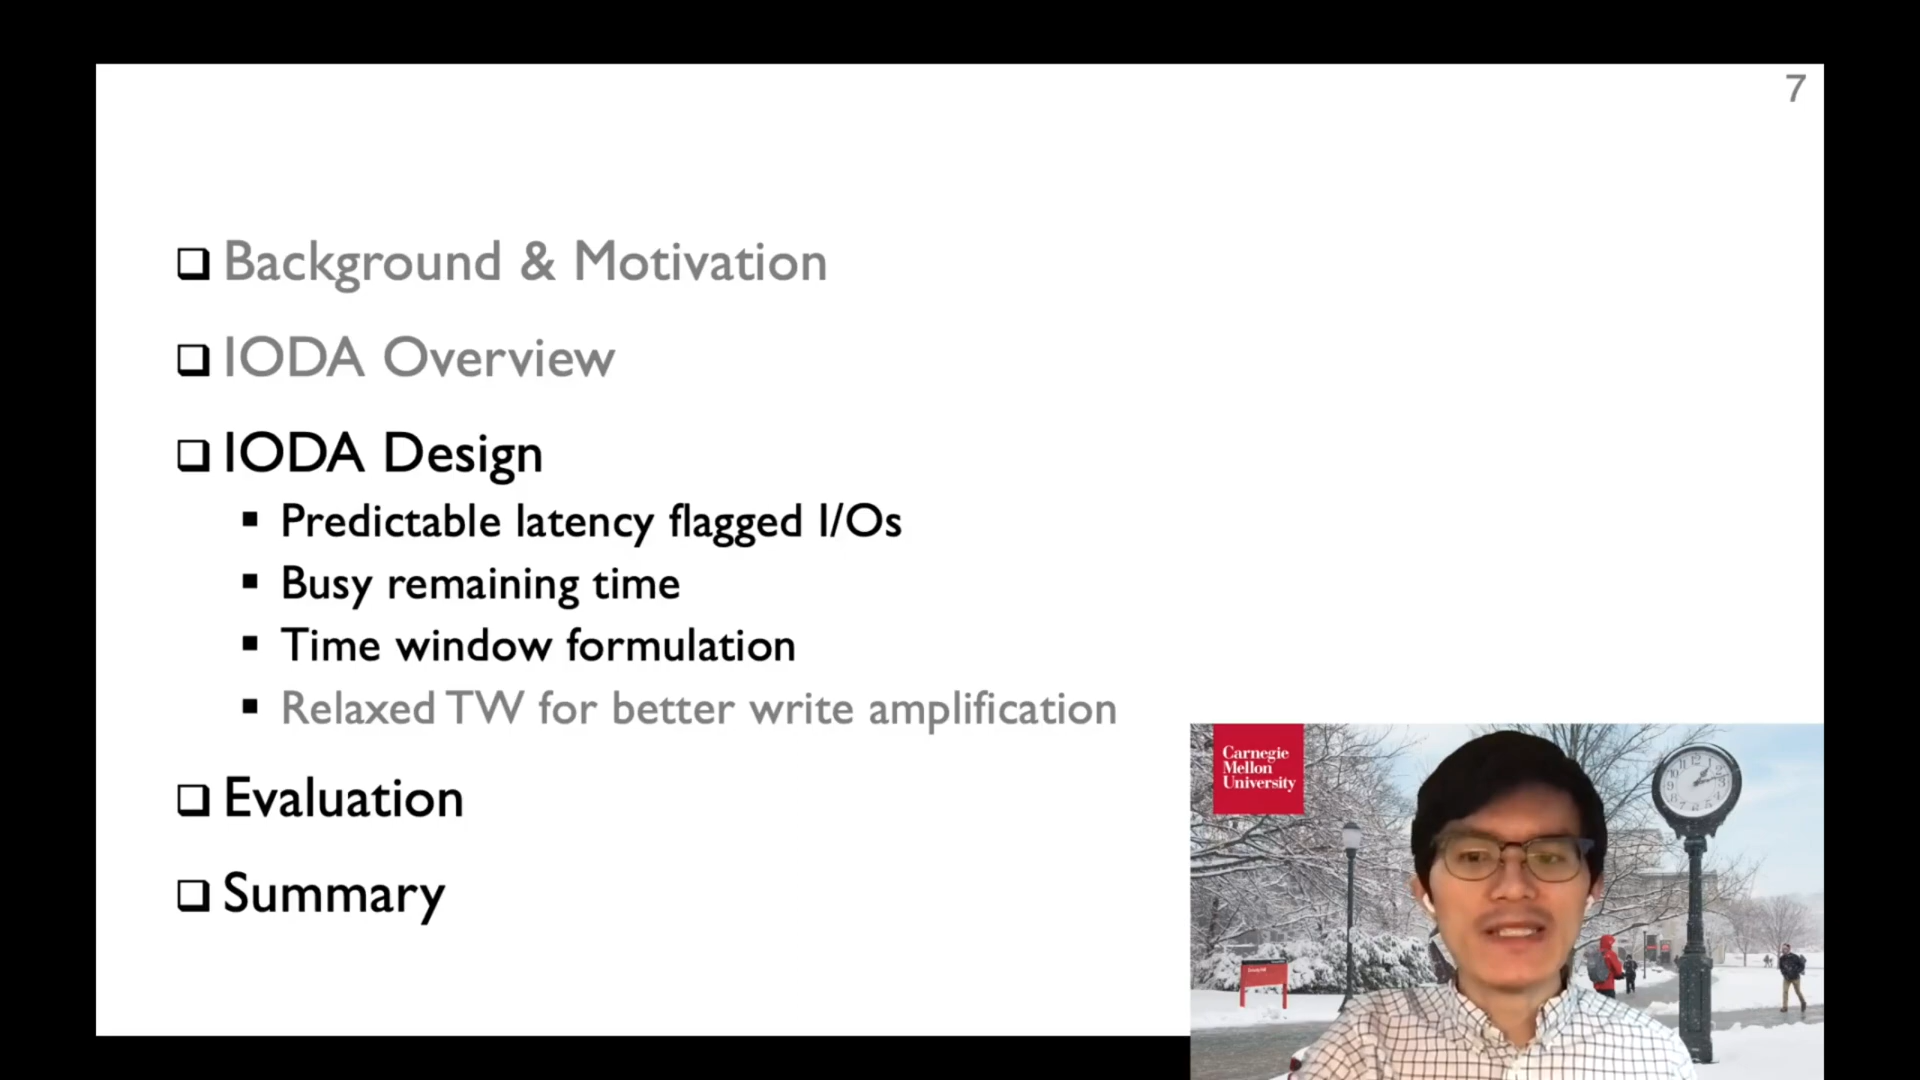 7
Background & Motivation
IODA Overview
IODA Design
Predictable latency flagged I/Os
Busy remaining time
Time window formulation
Relaxed TW for better write amplification
Evaluation
Summary
Carnegie
Mellon
University